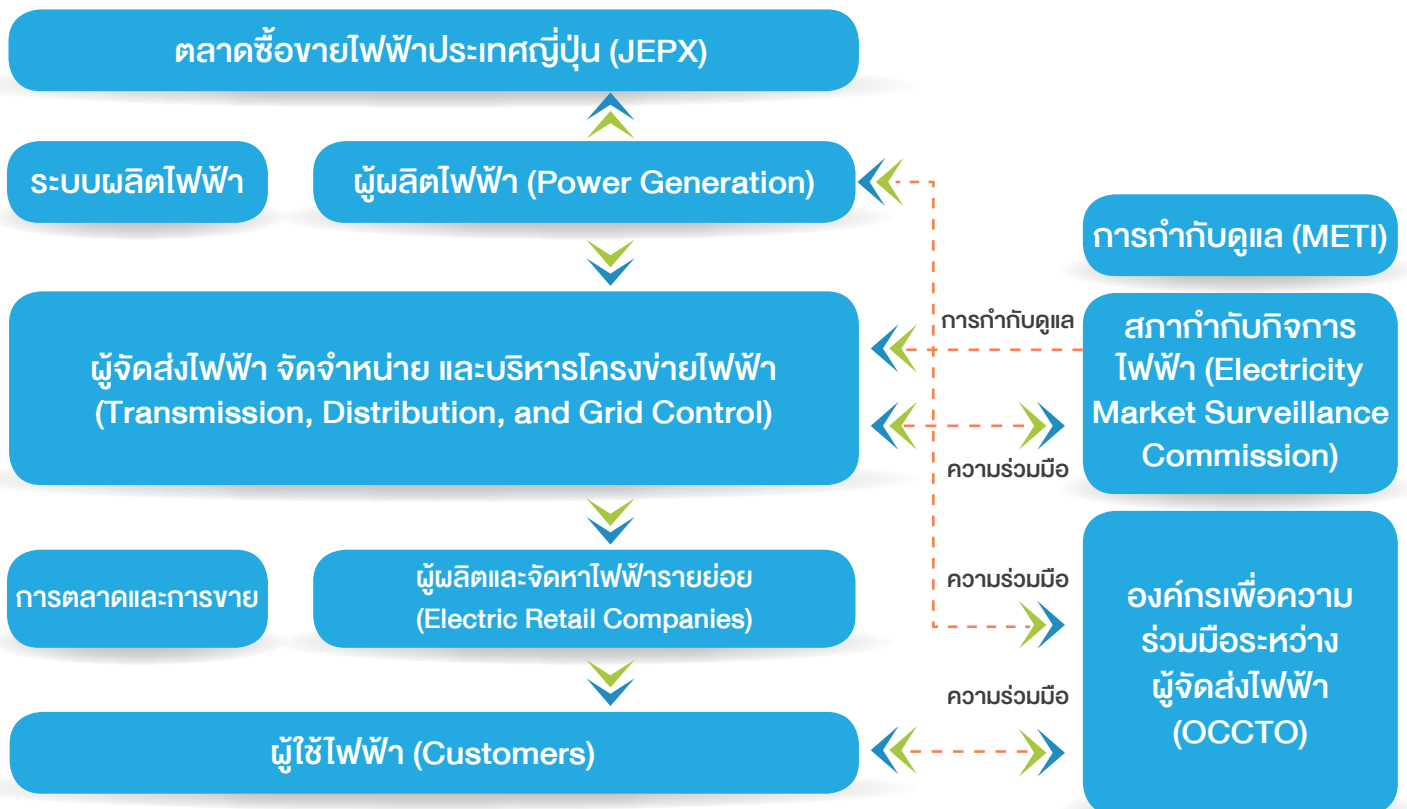 ตลาดซื้อขายไฟฟ้าประเทศญี่ปุ่น (JEPX)
ระบบผลิตไฟฟ้า
ผู้ผลิตไฟฟ้า (Power Generation)
การกำกับดูแล (METI)
ผู้จัดส่งไฟฟ้า จัดจำหน่าย และบริหารโครงข่ายไฟฟ้า
(Transmission, Distribution, and Grid Control)
การกำกับดูแล
ความร่วมมือ
สภากำกับกิจการ
ไฟฟ้า (Electricity
Market Surveillance
Commission)
การตลาดและการขาย
ผู้ผลิตและจัดหาไฟฟ้ารายย่อย
(Electric Retail Companies)
ความร่วมมือ
ความร่วมมือ
องค์กรเพื่อความ
ร่วมมือระหว่าง
ผู้จัดส่งไฟฟ้า
(OCCTO)
ผู้ใช้ไฟฟ้า (Customers)